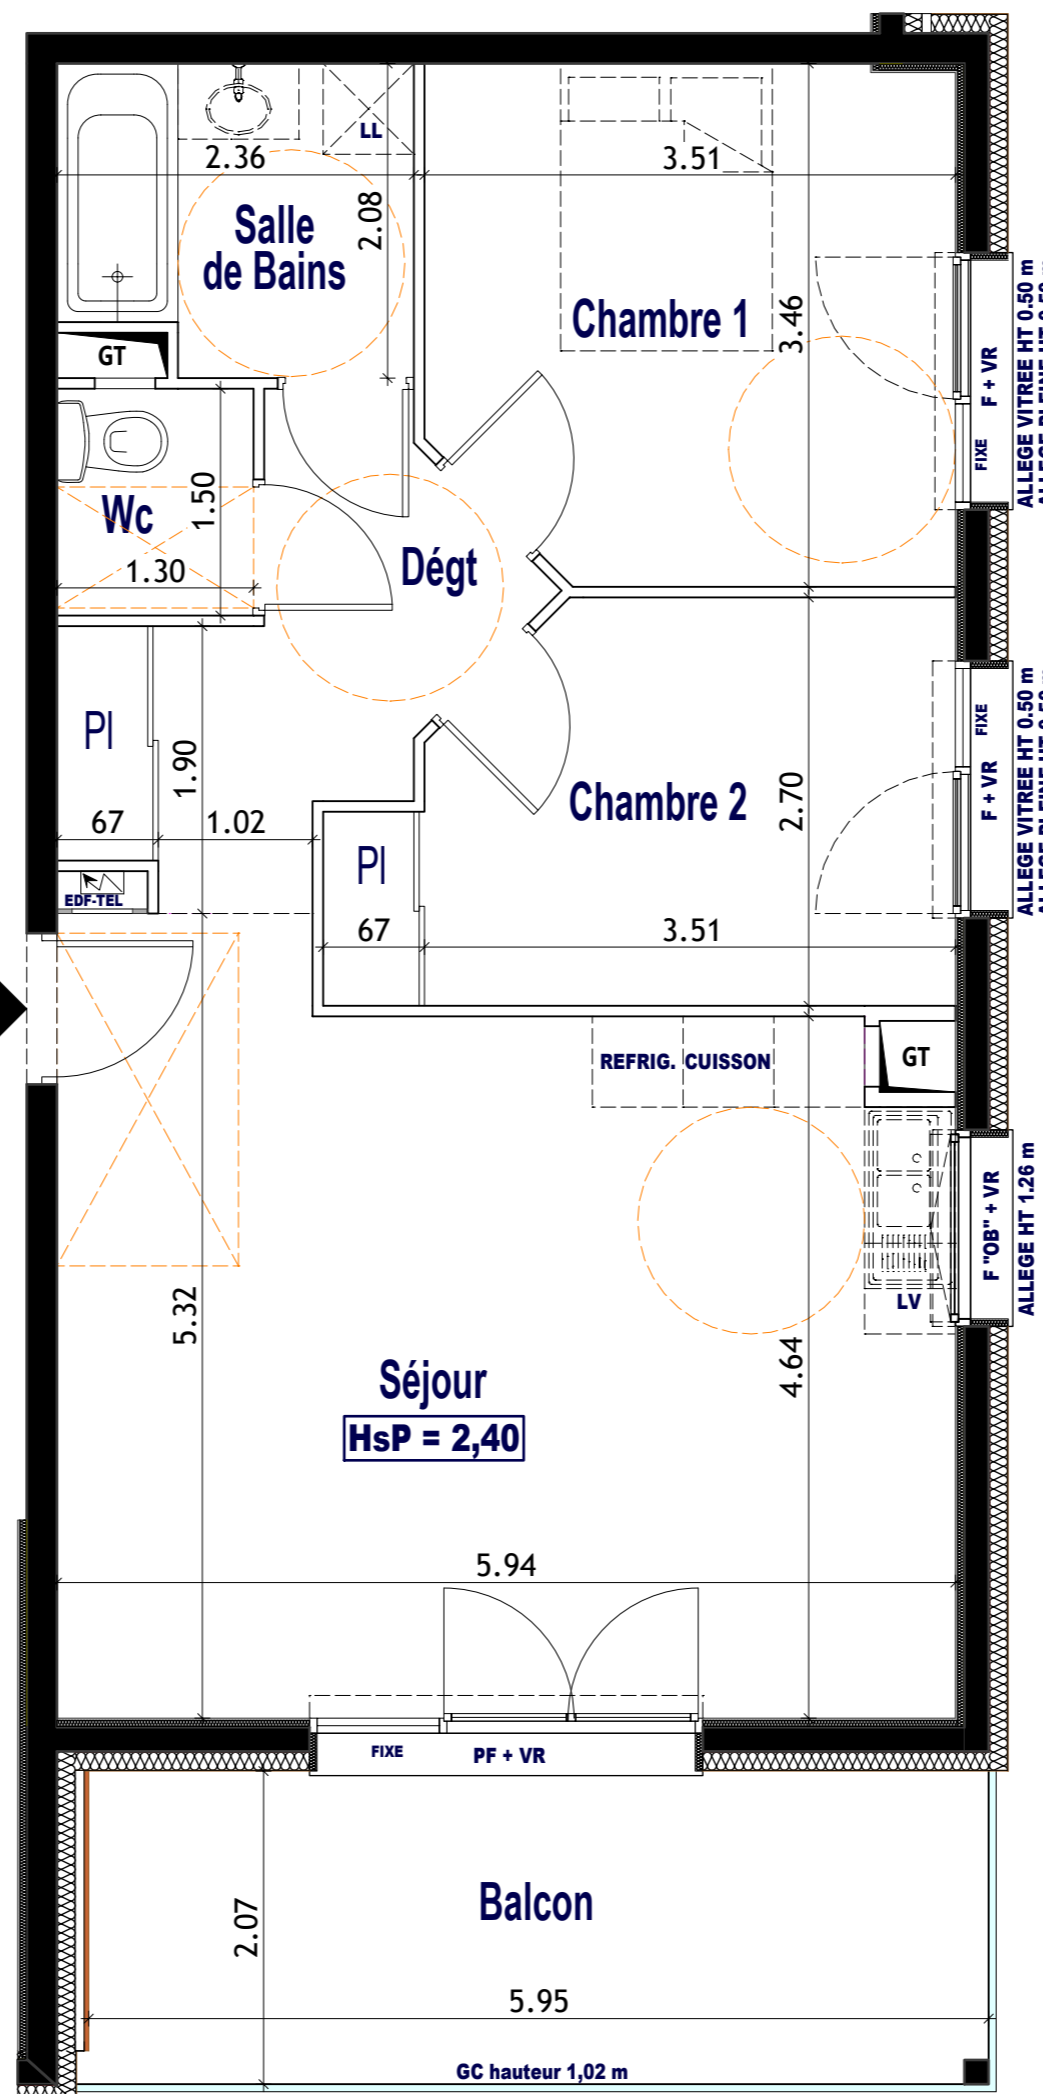 LL
2.36
3.51
2.08
Salle
de Bains
Chambre 1
3.46
GT
F + VR
FIXE
ALLEGE VITREE HT 0.50 m
Wc
1.50
1.30
Dégt
Pl
1.90
67
1.02
EDF-TEL
Chambre 2
2.70
Pl
67
3.51
FIXE
F + VR
ALLEGE VITREE HT 0.50 m
REFRIG.
CUISSON
GT
F "OB" + VR
ALLEGE HT 1.26 m
LV
5.32
4.64
Séjour
HsP = 2,40
5.94
FIXE
PF + VR
Balcon
2.07
5.95
GC hauteur 1,02 m